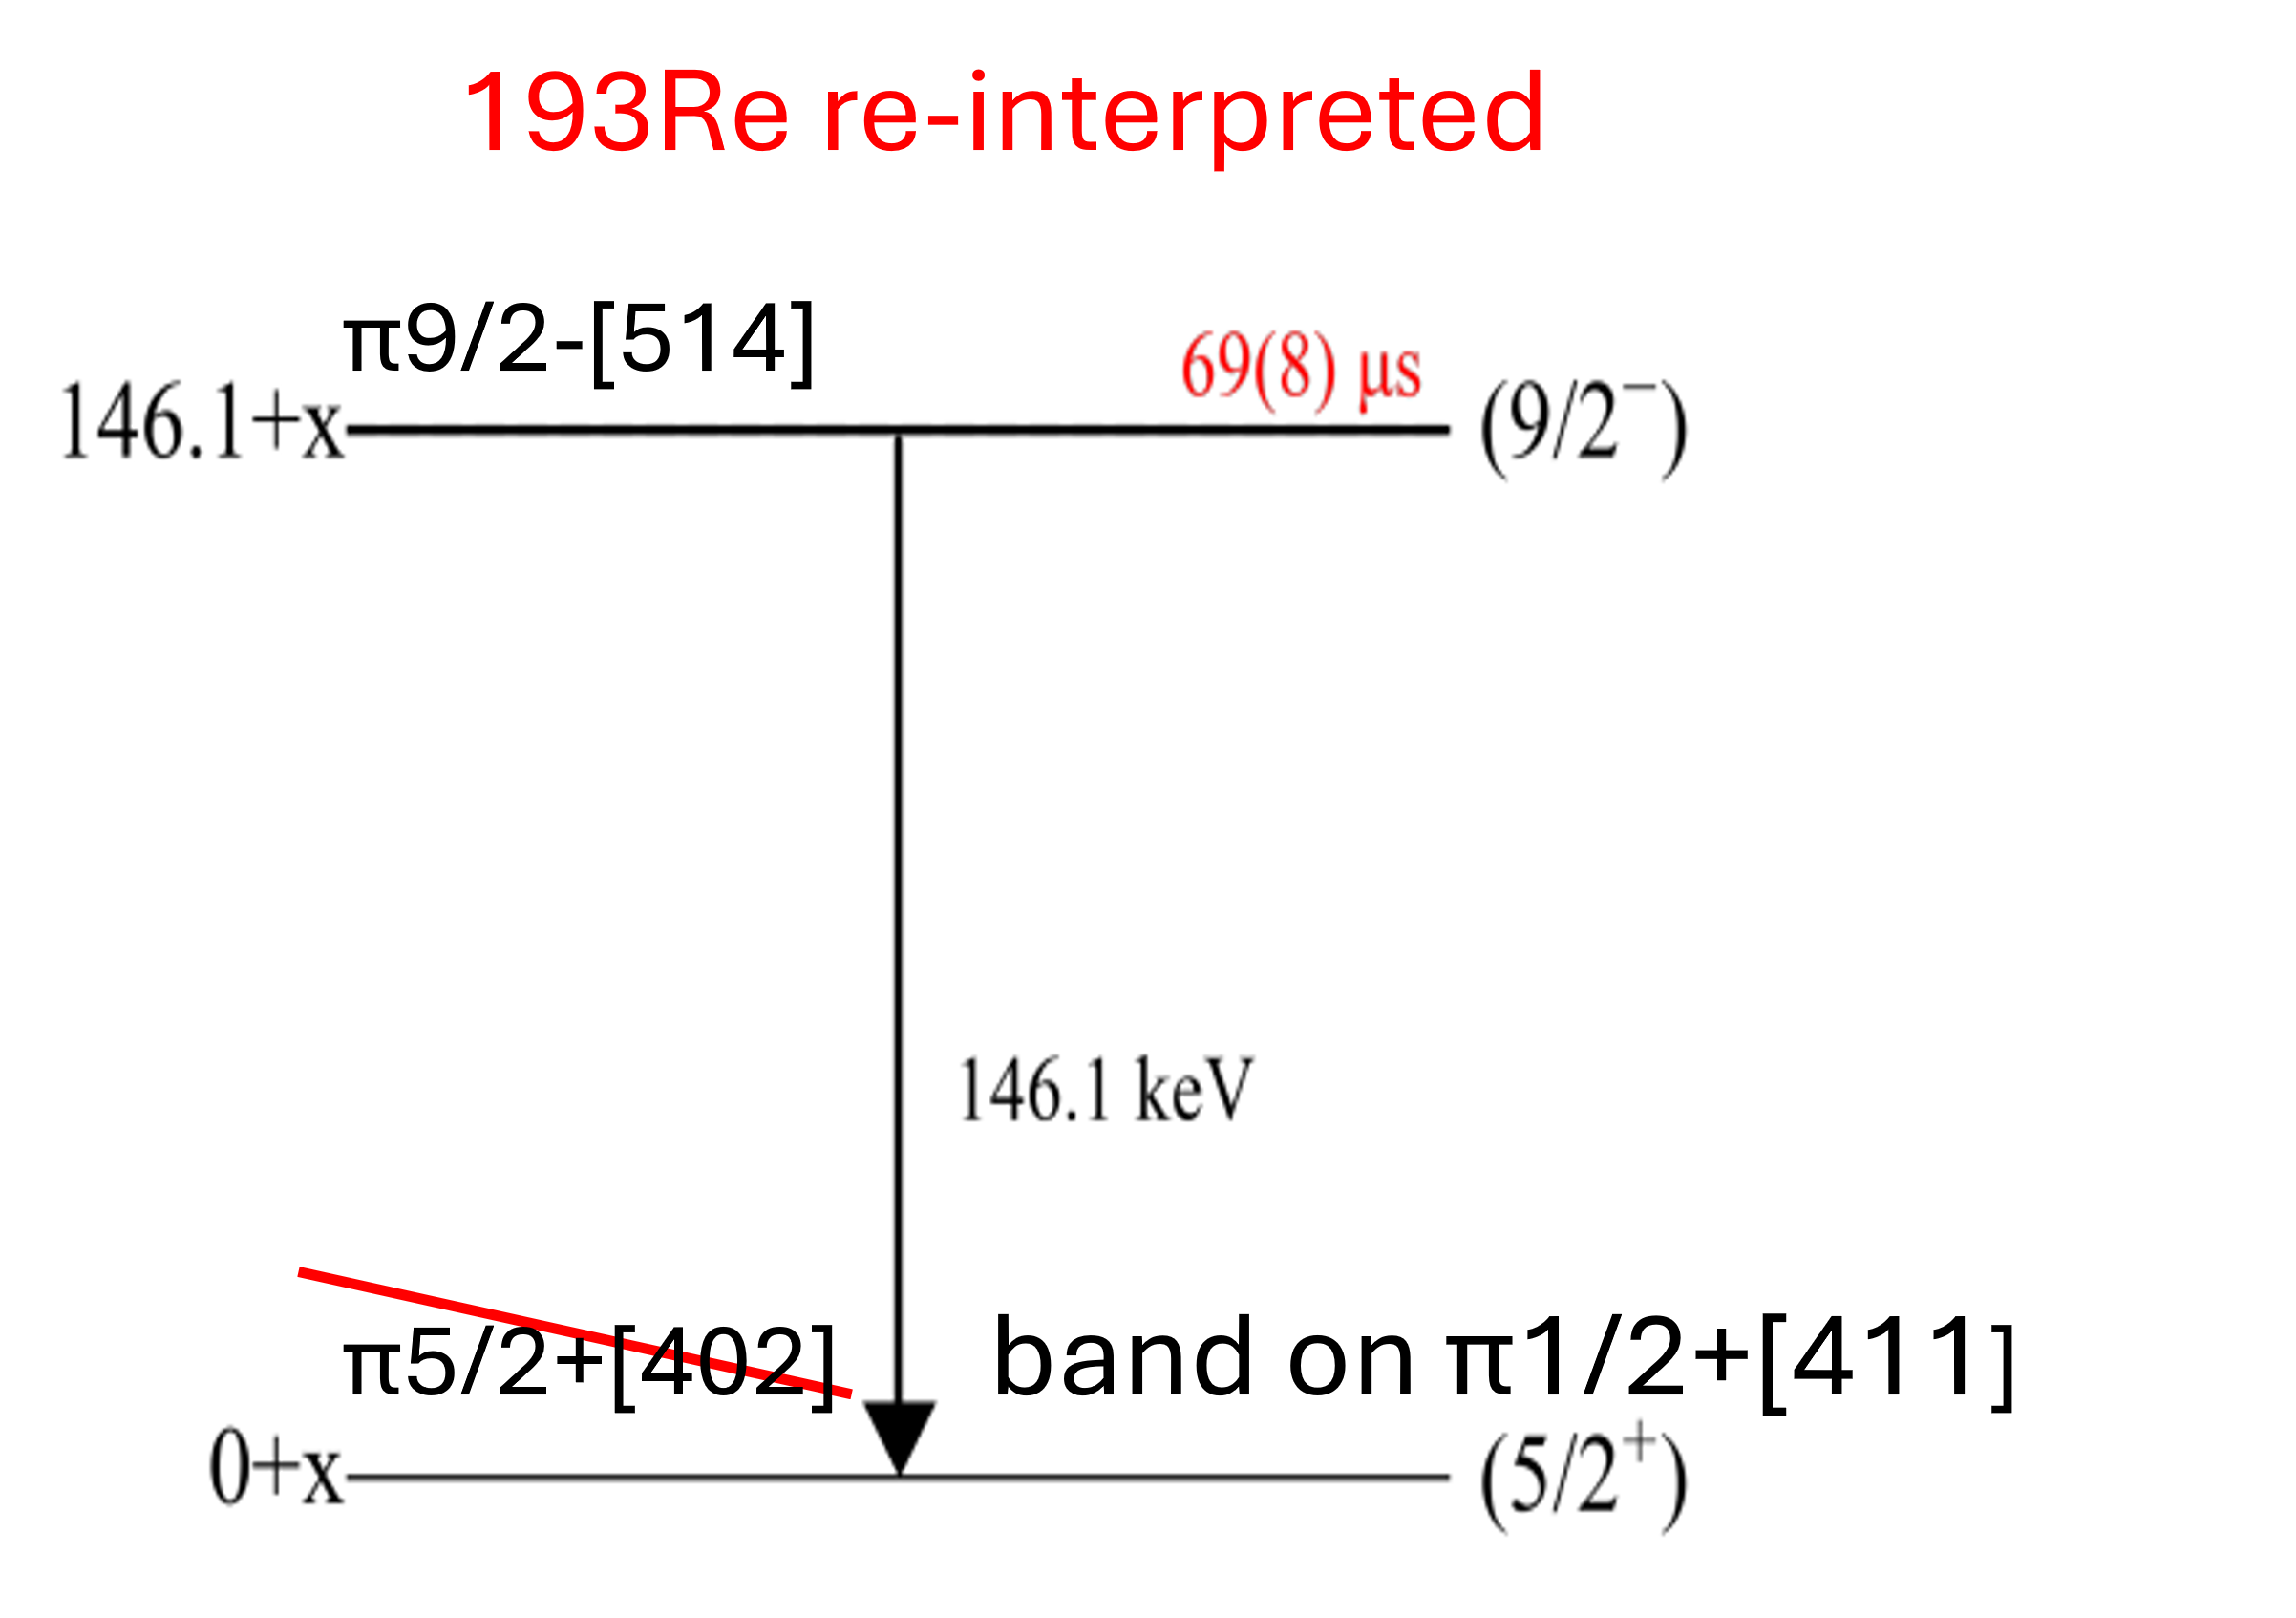 193Re re-interpreted
π9/2-[514]
69(8) µs
146.1+x
(9/2⁻)
146.1 keV
π5/2+[402]
band on π1/2+[411]
0+x
(5/2⁺)